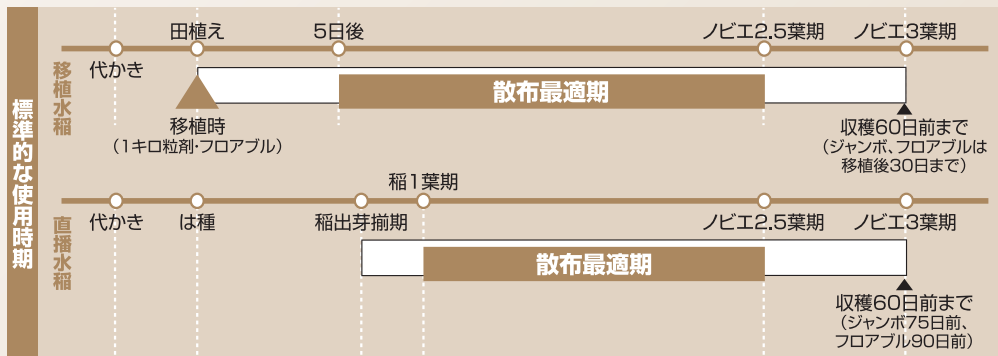 標準的な使用時期
移植水稲
田植え
5日後
ノビエ2.5葉期
ノビエ3葉期
代かき
散布最適期
移植時
(1キロ粒剤・フロアブル)
収穫60日前まで
(ジャンボ、フロアブルは
移植後30日まで)
直播水稲
稲1葉期
代かき
は種
稲出芽揃期
ノビエ2.5葉期
ノビエ3葉期
散布最適期
収穫60日前まで
(ジャンボ75日前、
フロアブル90日前)